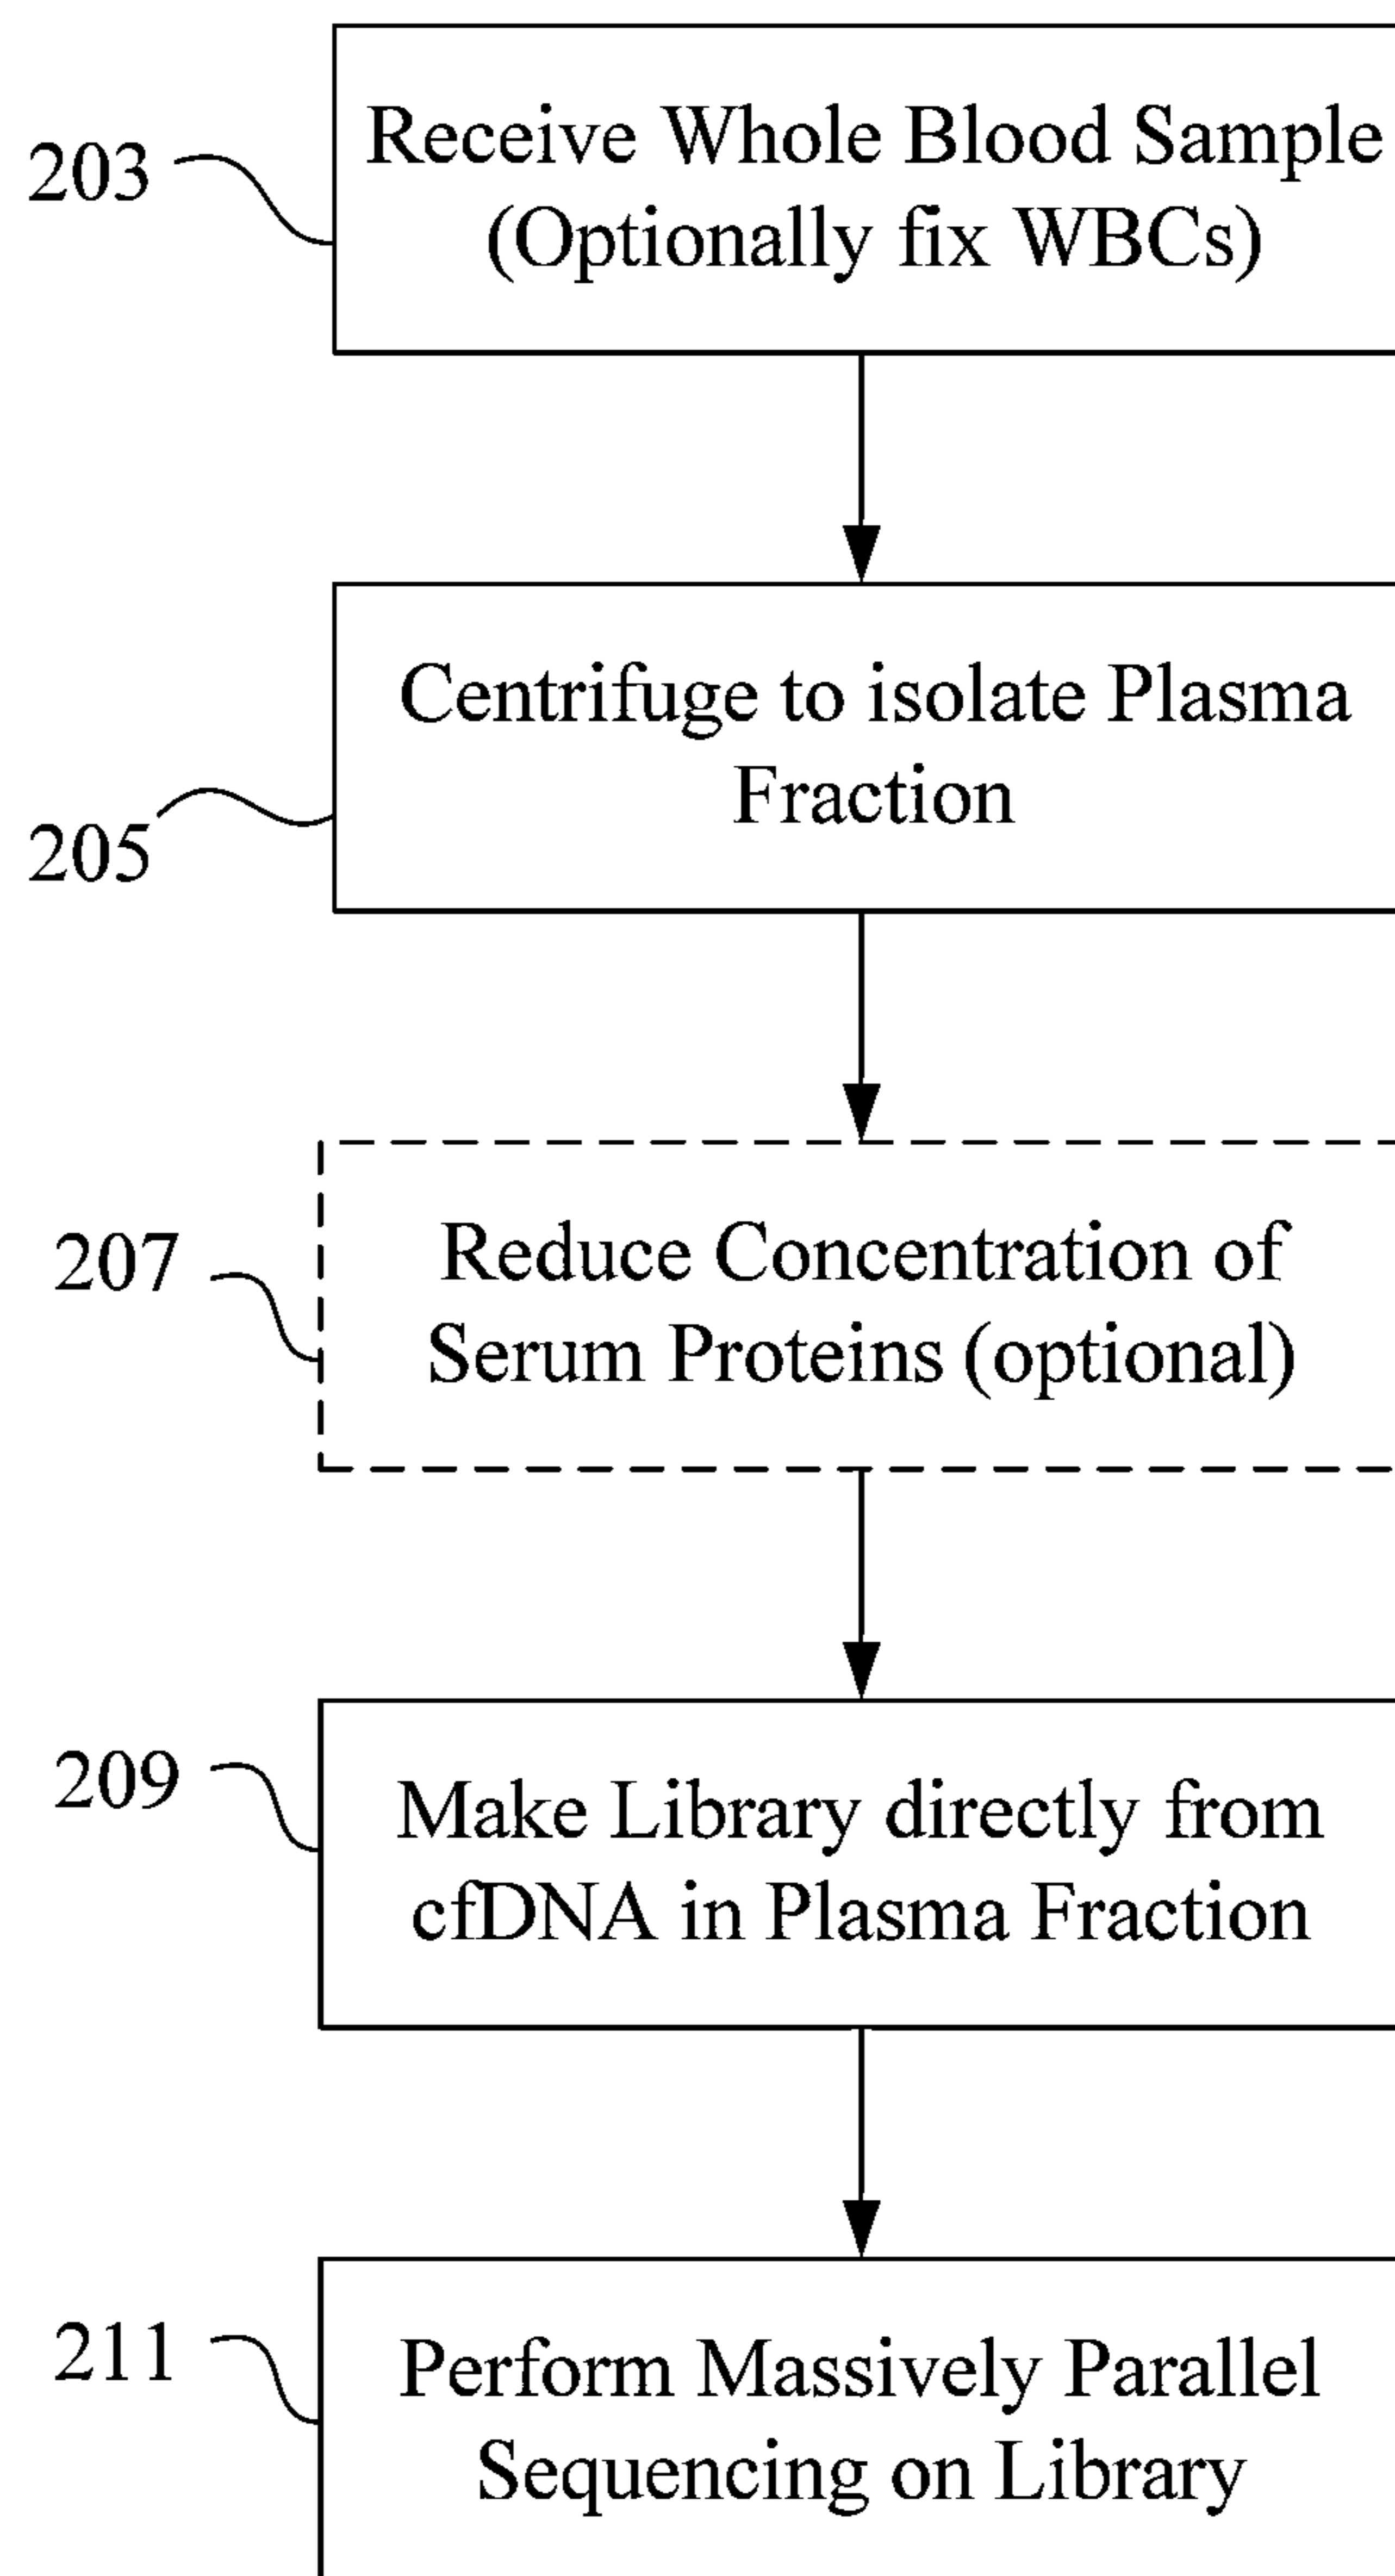 203
Receive Whole Blood Sample
(Optionally fix WBCs)
Centrifuge to isolate Plasma
Fraction
205
207
Reduce Concentration of
Serum Proteins (optional)
209
Make Library directly from
cfDNA in Plasma Fraction
211
Perform Massively Parallel
Sequencing on Library